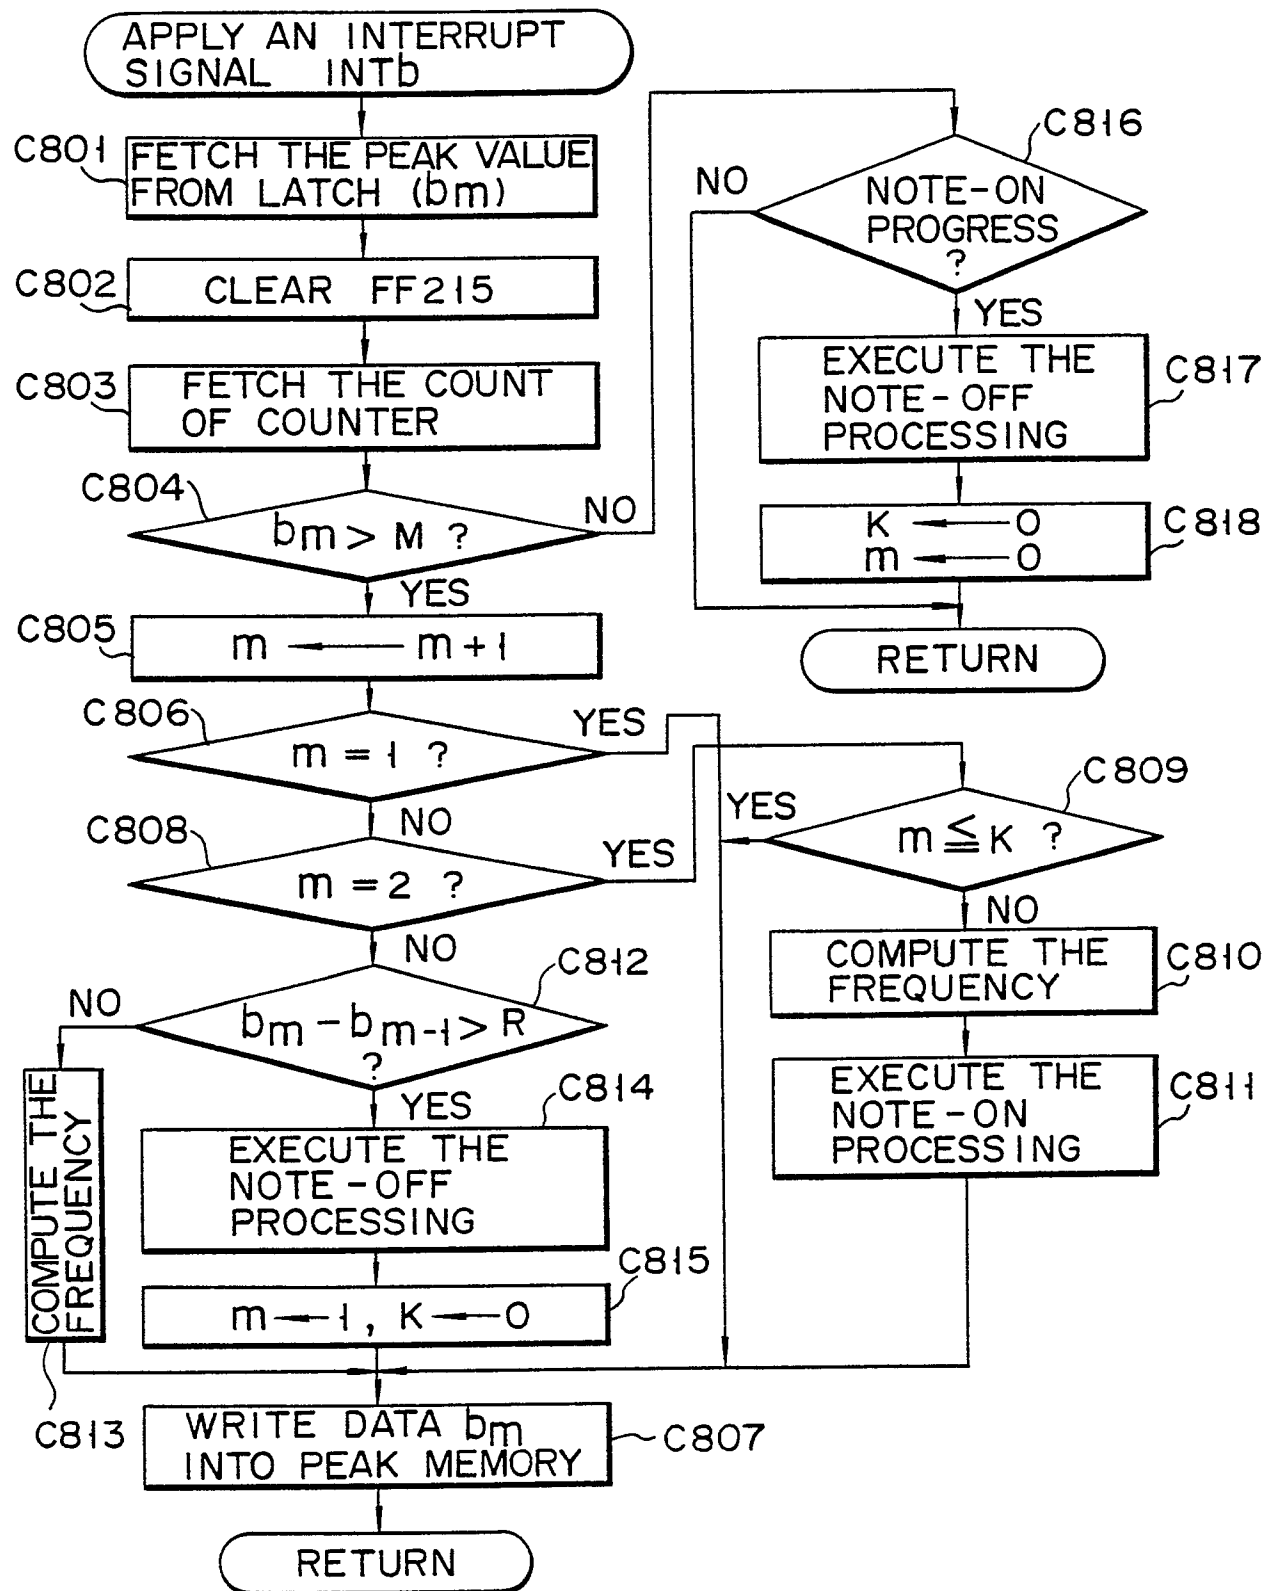 APPLY AN INTERRUPT
SIGNAL INTb
C801
FETCH THE PEAK VALUE
FROM LATCH (bm)
C802
CLEAR FF215
C803
FETCH THE COUNT
OF COUNTER
C804
bm > M ?
NO
YES
C805
m ← m+1
C806
m = 1 ?
YES
NO
C808
m = 2 ?
YES
NO
C812
bm - bm-1 > R
?
NO
YES
C813
COMPUTE THE
FREQUENCY
C814
EXECUTE THE
NOTE-OFF
PROCESSING
C815
m ← 1, K ← 0
C807
WRITE DATA bm
INTO PEAK MEMORY
RETURN
C816
NOTE-ON
PROGRESS
?
NO
YES
C817
EXECUTE THE
NOTE-OFF
PROCESSING
C818
K ← 0
m ← 0
RETURN
C809
m ≦ K ?
YES
NO
C810
COMPUTE THE
FREQUENCY
C811
EXECUTE THE
NOTE-ON
PROCESSING